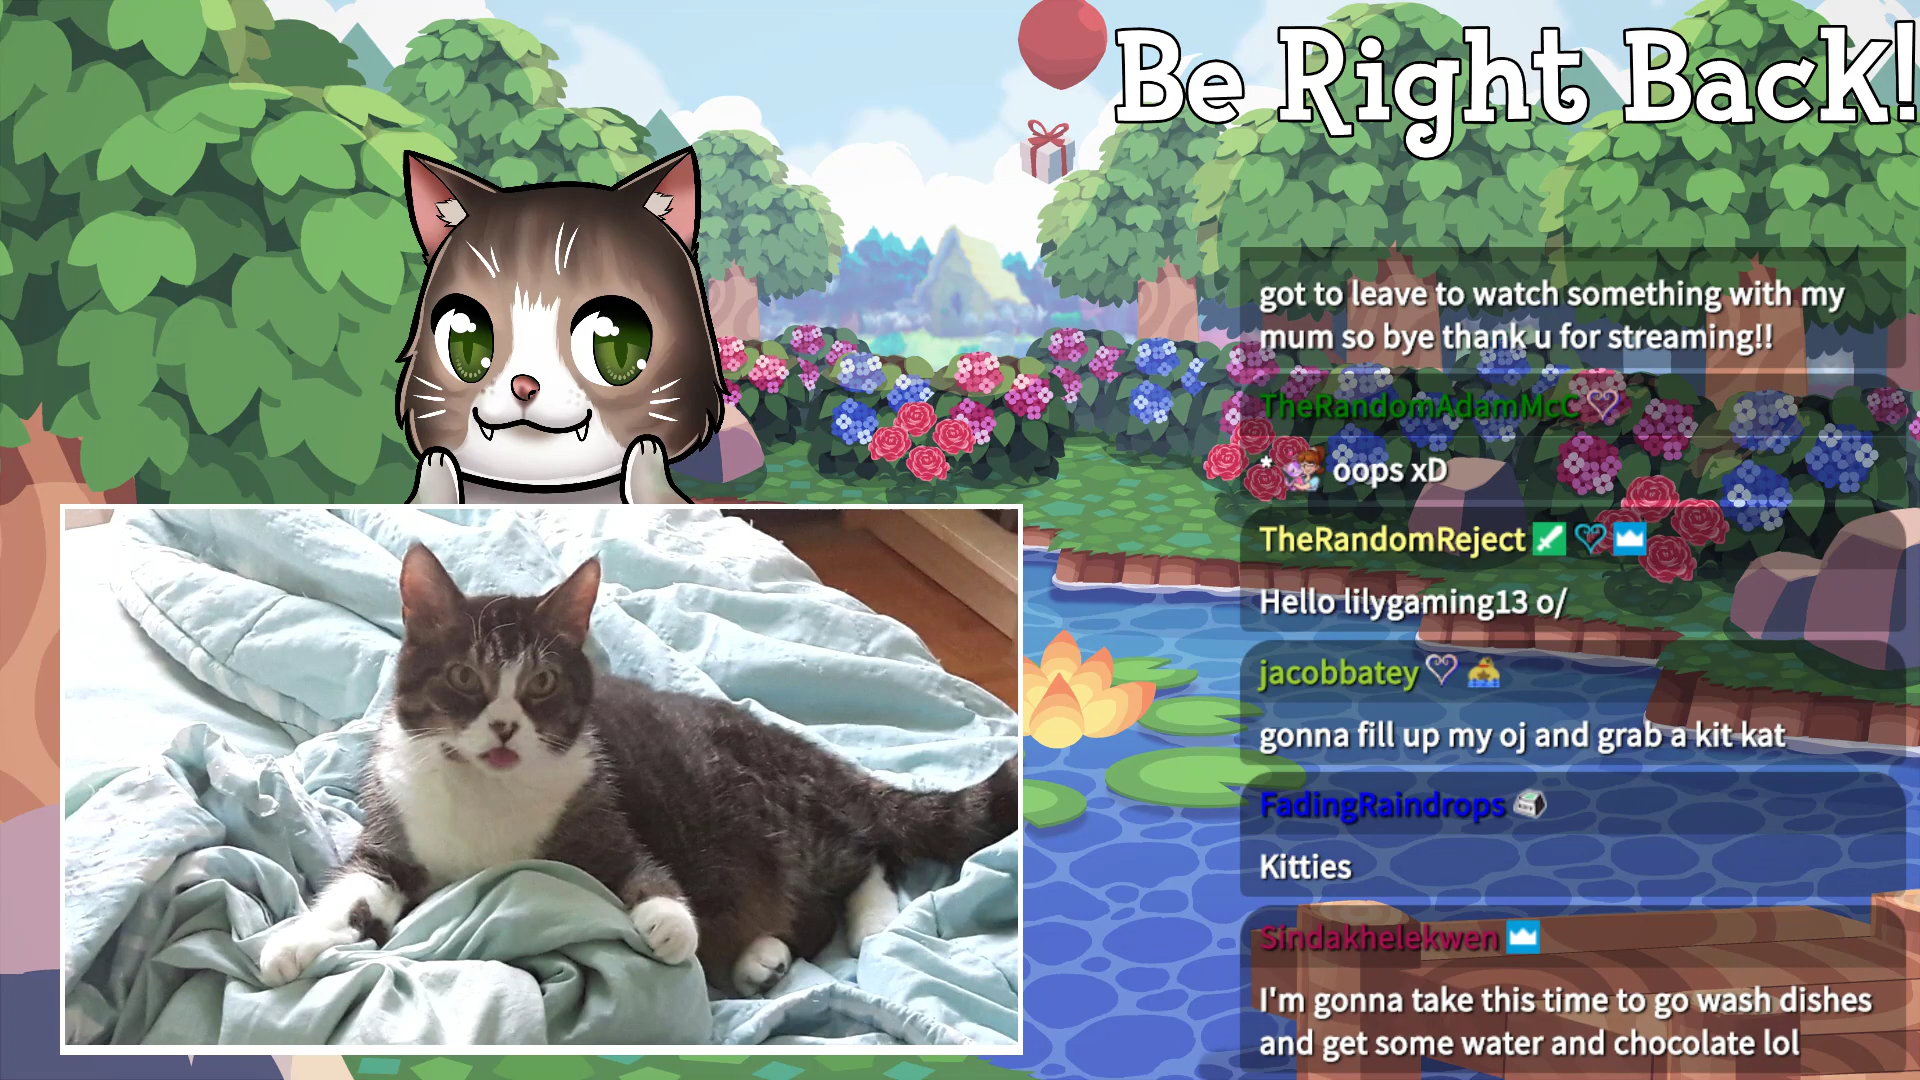 Be Right Back!
got to leave to watch something with my
mum so bye thank u for streaming!!
TheRandomAdamMcC
* oops xD
TheRandomReject
Hello lilygaming13 o/
jacobbatey
gonna fill up my oj and grab a kit kat
FadingRaindrops
Kitties
Sindakhelekwen
I'm gonna take this time to go wash dishes
and get some water and chocolate lol